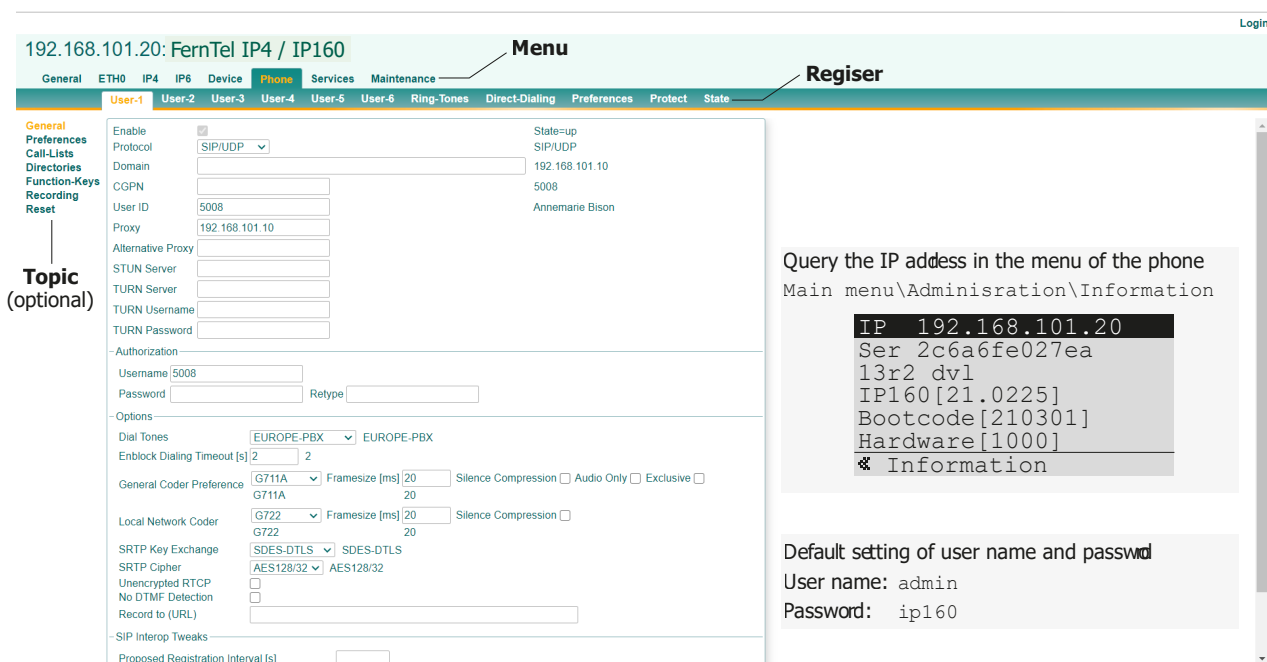 Login
192.168.101.20: FernTel IP4 / IP160
Menu
General ETH0 IP4 IP6 Device Phone Services Maintenance
Regiser
User-1 User-2 User-3 User-4 User-5 User-6 Ring-Tones Direct-Dialing Preferences Protect State
General
Preferences
Call-Lists
Directories
Function-Keys
Recording
Reset
Topic
(optional)
Enable State=up
Protocol SIP/UDP SIP/UDP
Domain 192.168.101.10
CGPN 5008
User ID 5008 Annemarie Bison
Proxy 192.168.101.10
Alternative Proxy
STUN Server
TURN Server
TURN Username
TURN Password
Authorization
Username 5008
Password Retype
Options
Dial Tones EUROPE-PBX EUROPE-PBX
Enblock Dialing Timeout [s] 2 2
General Coder Preference G711A Framesize [ms] 20 Silence Compression Audio Only Exclusive
G711A 20
Local Network Coder G722 Framesize [ms] 20 Silence Compression
G722 20
SRTP Key Exchange SDES-DTLS SDES-DTLS
SRTP Cipher AES128/32 AES128/32
Unencrypted RTCP
No DTMF Detection
Record to (URL)
SIP Interop Tweaks
Proposed Registration Interval [s]
Query the IP address in the menu of the phone
Main menu\Adminisration\Information
IP 192.168.101.20
Ser 2c6a6fe027ea
13r2 dvl
IP160[21.0225]
Bootcode[210301]
Hardware[1000]
Information
Default setting of user name and password
User name: admin
Password: ip160